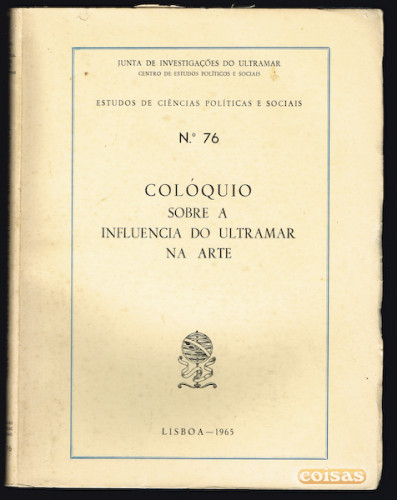 JUNTA DE INVESTIGAÇÕES DO ULTRAMAR
CENTRO DE ESTUDOS POLÍTICOS E SOCIAIS
ESTUDOS DE CIÊNCIAS POLÍTICAS E SOCIAIS
N.º 76
COLÓQUIO
SOBRE A
INFLUENCIA DO ULTRAMAR
NA ARTE
LISBOA—1965
coisas